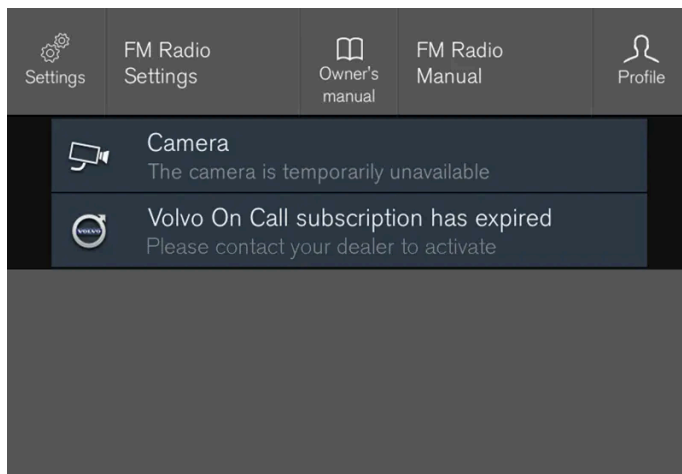 Settings
FM Radio
Settings
Owner's
manual
FM Radio
Manual
Profile
Camera
The camera is temporarily unavailable
VOLVO
Volvo On Call subscription has expired
Please contact your dealer to activate